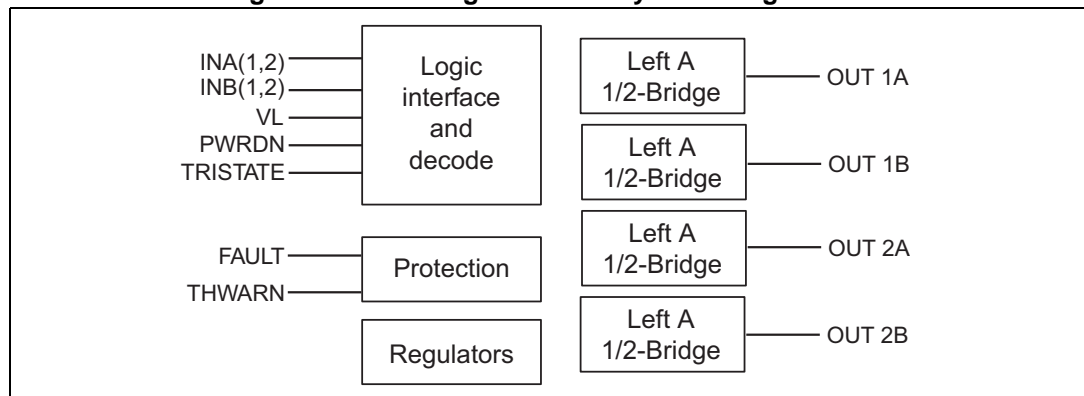 INA(1,2)
INB(1,2)
VL
PWRDN
TRISTATE
Logic
interface
and
decode
FAULT
THWARN
Protection
Regulators
Left A
1/2-Bridge
OUT 1A
Left A
1/2-Bridge
OUT 1B
Left A
1/2-Bridge
OUT 2A
Left A
1/2-Bridge
OUT 2B